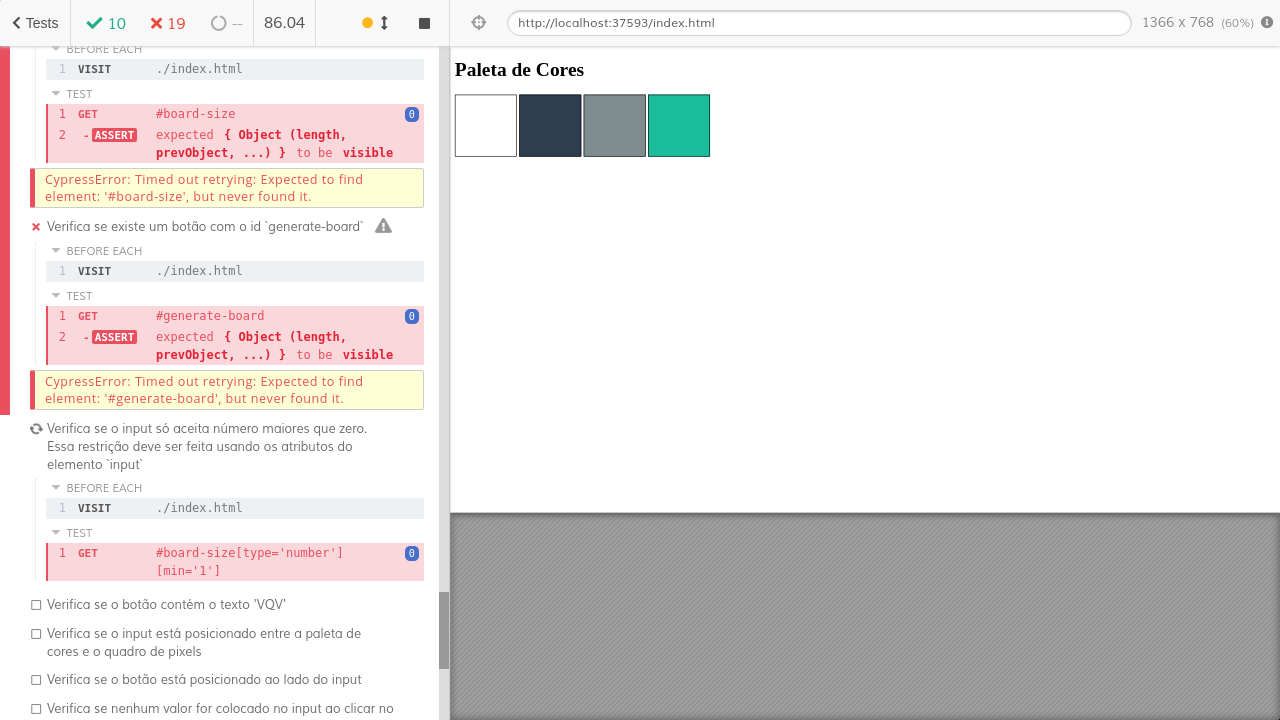 Tests 10 19 -- 86.04 http://localhost:37593/index.html 1366 x 768 (60%)
BEFORE EACH
1 VISIT ./index.html
TEST
1 GET #board-size 0
2 -ASSERT expected { Object (length,
prevObject, ...) } to be visible
CypressError: Timed out retrying: Expected to find
element: '#board-size', but never found it.
Verifica se existe um botão com o id `generate-board`
BEFORE EACH
1 VISIT ./index.html
TEST
1 GET #generate-board 0
2 -ASSERT expected { Object (length,
prevObject, ...) } to be visible
CypressError: Timed out retrying: Expected to find
element: '#generate-board', but never found it.
Verifica se o input só aceita número maiores que zero.
Essa restrição deve ser feita usando os atributos do
elemento `input`
BEFORE EACH
1 VISIT ./index.html
TEST
1 GET #board-size[type='number'] 0
[min='1']
Verifica se o botão contém o texto 'VQV'
Verifica se o input está posicionado entre a paleta de
cores e o quadro de pixels
Verifica se o botão está posicionado ao lado do input
Verifica se nenhum valor for colocado no input ao clicar no
Paleta de Cores